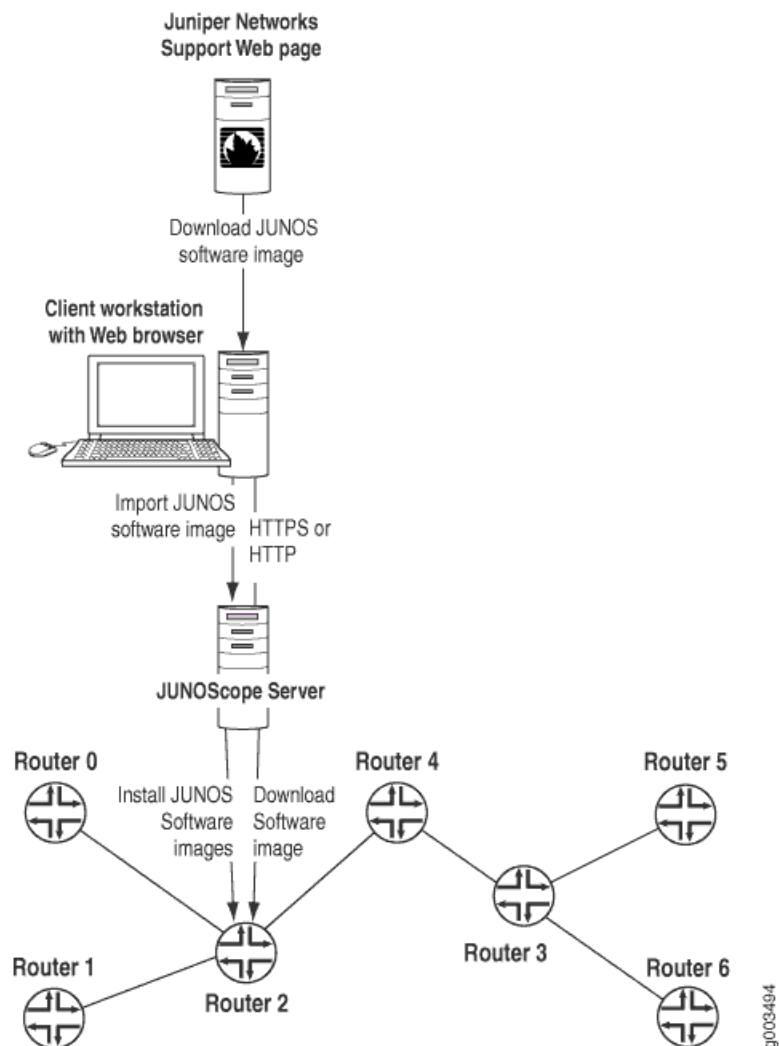 Juniper Networks
Support Web page
Download JUNOS
software image
Client workstation
with Web browser
Import JUNOS
software image
HTTPS or
HTTP
JUNOScope Server
Router 0
Router 4
Router 5
Install JUNOS
Software
images
Download
Software
image
Router 1
Router 2
Router 3
Router 6
g003494